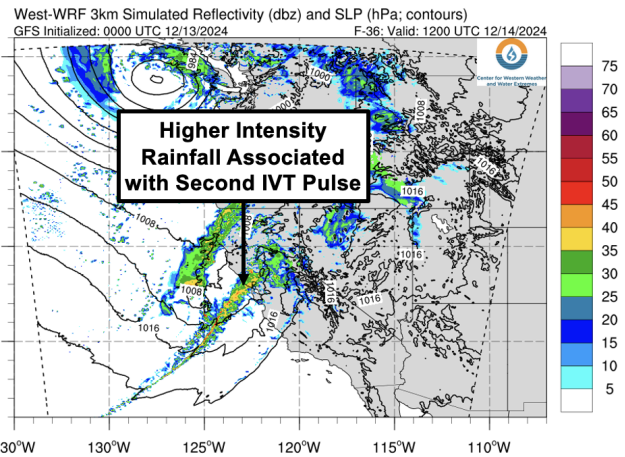 West-WRF 3km Simulated Reflectivity (dbz) and SLP (hPa; contours)
GFS Initialized: 0000 UTC 12/13/2024
F-36: Valid: 1200 UTC 12/14/2024
Center for Western Weather
and Water Extremes
Higher Intensity
Rainfall Associated
with Second IVT Pulse
984
1000
1008
1016
1016
1008
1016
1008
1016
1016
1016
1016
75
70
65
60
55
50
45
40
35
30
25
20
15
10
5
30°W
130°W
125°W
120°W
115°W
110°W